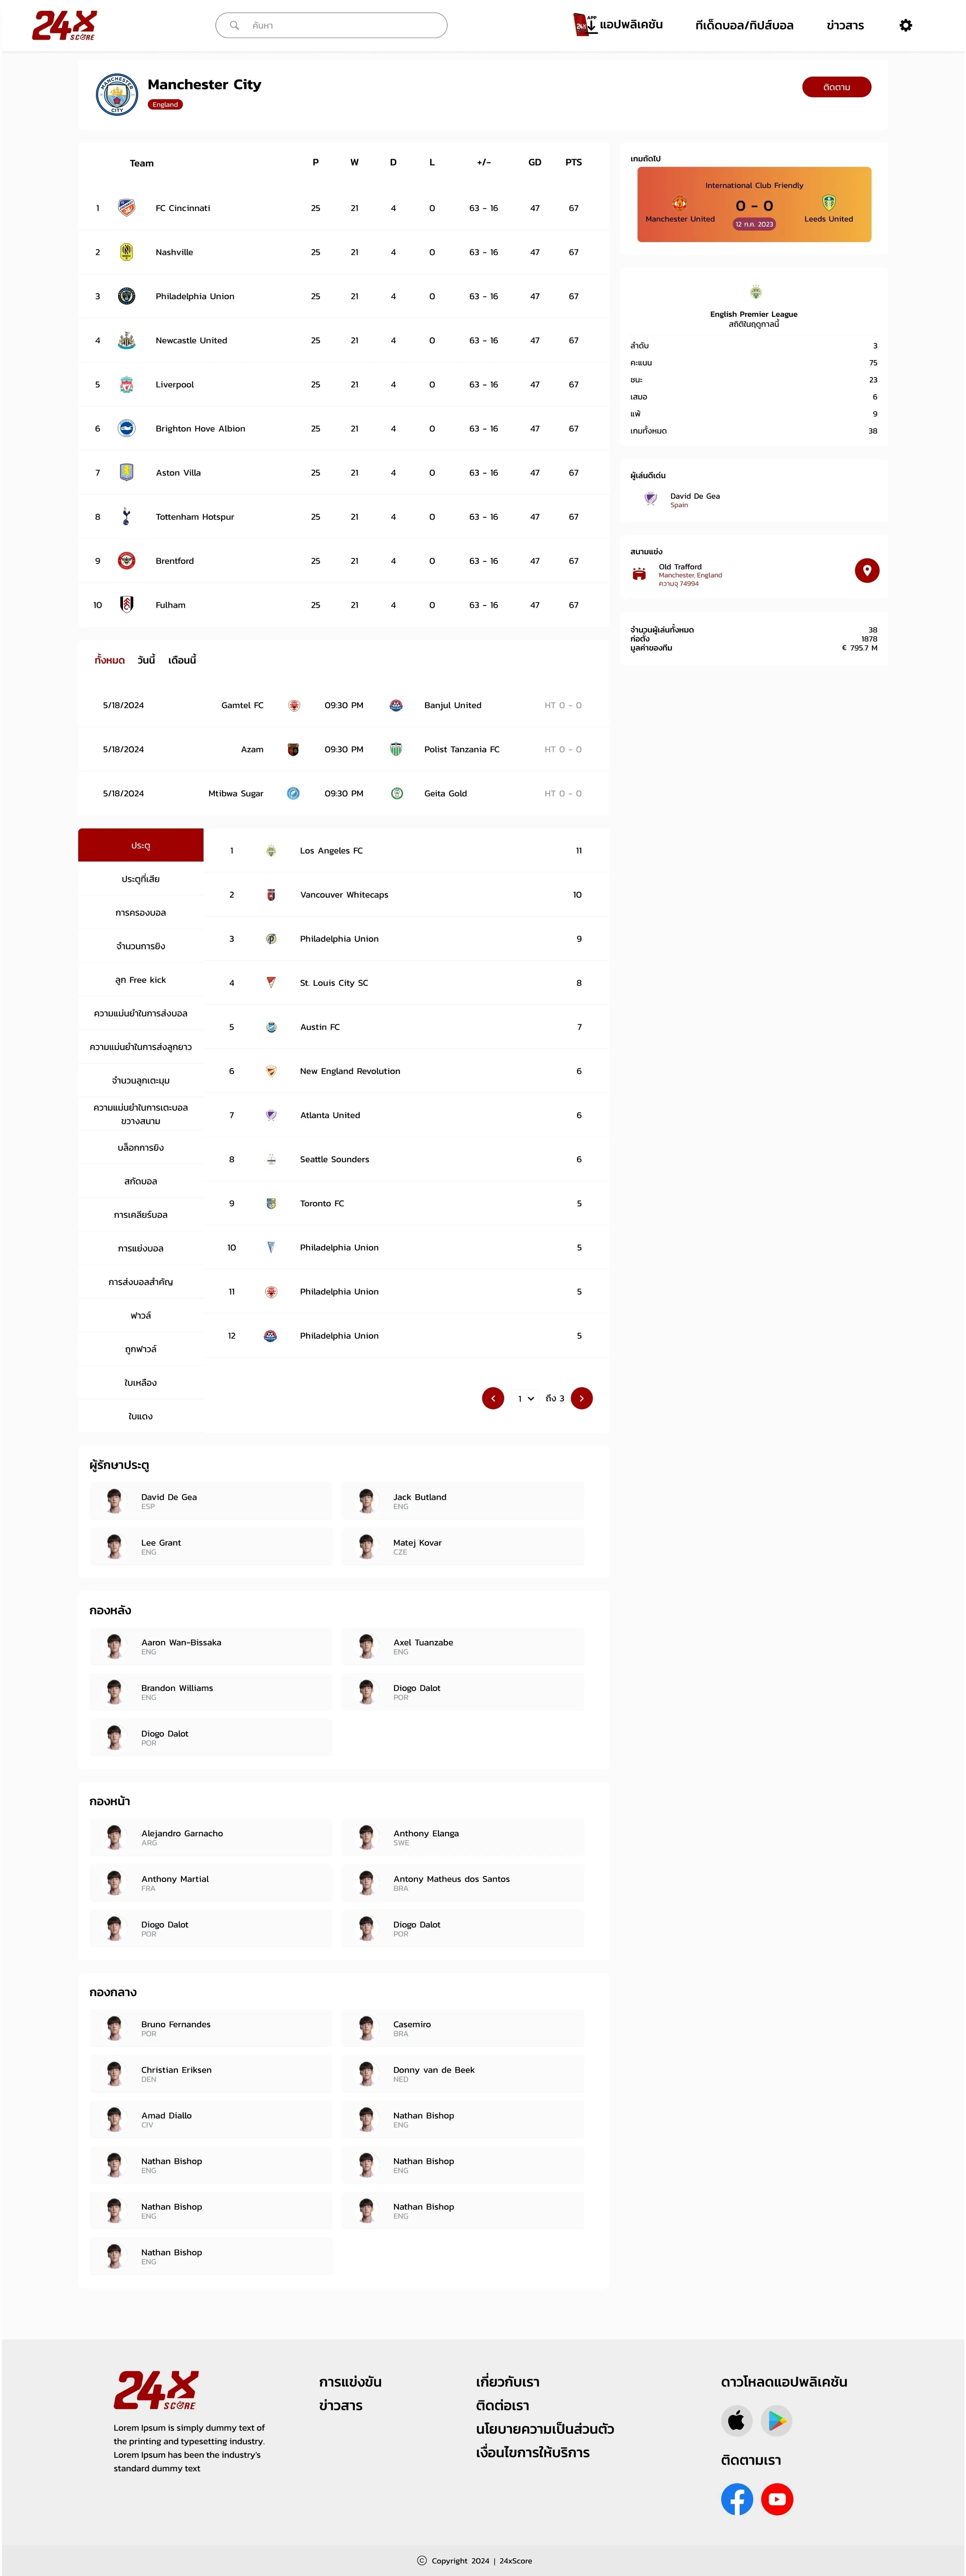 24X SCORE
ค้นหา
APP
24X
แอปพลิเคชัน
ทีเด็ดบอล/ทิปส์บอล
ข่าวสาร
MANCHESTER CITY
Manchester City
England
ติดตาม
Team P W D L +/- GD PTS
1 FC Cincinnati 25 21 4 0 63 - 16 47 67
2 Nashville 25 21 4 0 63 - 16 47 67
3 Philadelphia Union 25 21 4 0 63 - 16 47 67
4 Newcastle United 25 21 4 0 63 - 16 47 67
5 Liverpool 25 21 4 0 63 - 16 47 67
6 Brighton Hove Albion 25 21 4 0 63 - 16 47 67
7 Aston Villa 25 21 4 0 63 - 16 47 67
8 Tottenham Hotspur 25 21 4 0 63 - 16 47 67
9 Brentford 25 21 4 0 63 - 16 47 67
10 Fulham 25 21 4 0 63 - 16 47 67
เกมถัดไป
International Club Friendly
Manchester United
0 - 0
12 ก.ค. 2023
Leeds United
English Premier League
สถิติในฤดูกาลนี้
ลำดับ 3
คะแนน 75
ชนะ 23
เสมอ 6
แพ้ 9
เกมทั้งหมด 38
ผู้เล่นดีเด่น
David De Gea
Spain
สนามแข่ง
Old Trafford
Manchester, England
ความจุ 74994
จำนวนผู้เล่นทั้งหมด 38
ก่อตั้ง 1878
มูลค่าของทีม € 795.7 M
ทั้งหมด วันนี้ เดือนนี้
5/18/2024 Gamtel FC 09:30 PM Banjul United HT 0 - 0
5/18/2024 Azam 09:30 PM Polist Tanzania FC HT 0 - 0
5/18/2024 Mtibwa Sugar 09:30 PM Geita Gold HT 0 - 0
ประตู
ประตูที่เสีย
การครองบอล
จำนวนการยิง
ลูก Free kick
ความแม่นยำในการส่งบอล
ความแม่นยำในการส่งลูกยาว
จำนวนลูกเตะมุม
ความแม่นยำในการเตะบอล
ขวางสนาม
บล็อกการยิง
สกัดบอล
การเคลียร์บอล
การแย่งบอล
การส่งบอลสำคัญ
ฟาวล์
ถูกฟาวล์
ใบเหลือง
ใบแดง
1 Los Angeles FC 11
2 Vancouver Whitecaps 10
3 Philadelphia Union 9
4 St. Louis City SC 8
5 Austin FC 7
6 New England Revolution 6
7 Atlanta United 6
8 Seattle Sounders 6
9 Toronto FC 5
10 Philadelphia Union 5
11 Philadelphia Union 5
12 Philadelphia Union 5
1 ถึง 3
ผู้รักษาประตู
David De Gea
ESP
Jack Butland
ENG
Lee Grant
ENG
Matej Kovar
CZE
กองหลัง
Aaron Wan-Bissaka
ENG
Axel Tuanzabe
ENG
Brandon Williams
ENG
Diogo Dalot
POR
Diogo Dalot
POR
กองหน้า
Alejandro Garnacho
ARG
Anthony Elanga
SWE
Anthony Martial
FRA
Antony Matheus dos Santos
BRA
Diogo Dalot
POR
Diogo Dalot
POR
กองกลาง
Bruno Fernandes
POR
Casemiro
BRA
Christian Eriksen
DEN
Donny van de Beek
NED
Amad Diallo
CIV
Nathan Bishop
ENG
Nathan Bishop
ENG
Nathan Bishop
ENG
Nathan Bishop
ENG
Nathan Bishop
ENG
Nathan Bishop
ENG
24X SCORE
Lorem Ipsum is simply dummy text of
the printing and typesetting industry.
Lorem Ipsum has been the industry's
standard dummy text
การแข่งขัน
ข่าวสาร
เกี่ยวกับเรา
ติดต่อเรา
นโยบายความเป็นส่วนตัว
เงื่อนไขการให้บริการ
ดาวโหลดแอปพลิเคชัน
ติดตามเรา
© Copyright 2024 | 24xScore